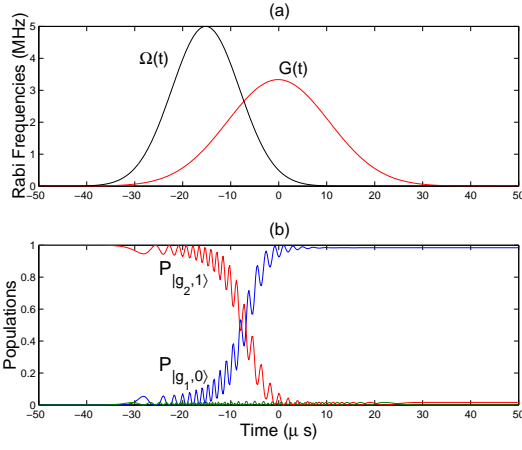 (a)
Rabi Frequencies (MHz)
5
4
3
2
1
0
Ω(t)
G(t)
−50 −40 −30 −20 −10 0 10 20 30 40 50
(b)
Populations
1
0.8
0.6
0.4
0.2
0
P|g2,1⟩
P|g1,0⟩
−50 −40 −30 −20 −10 0 10 20 30 40 50
Time (μ s)